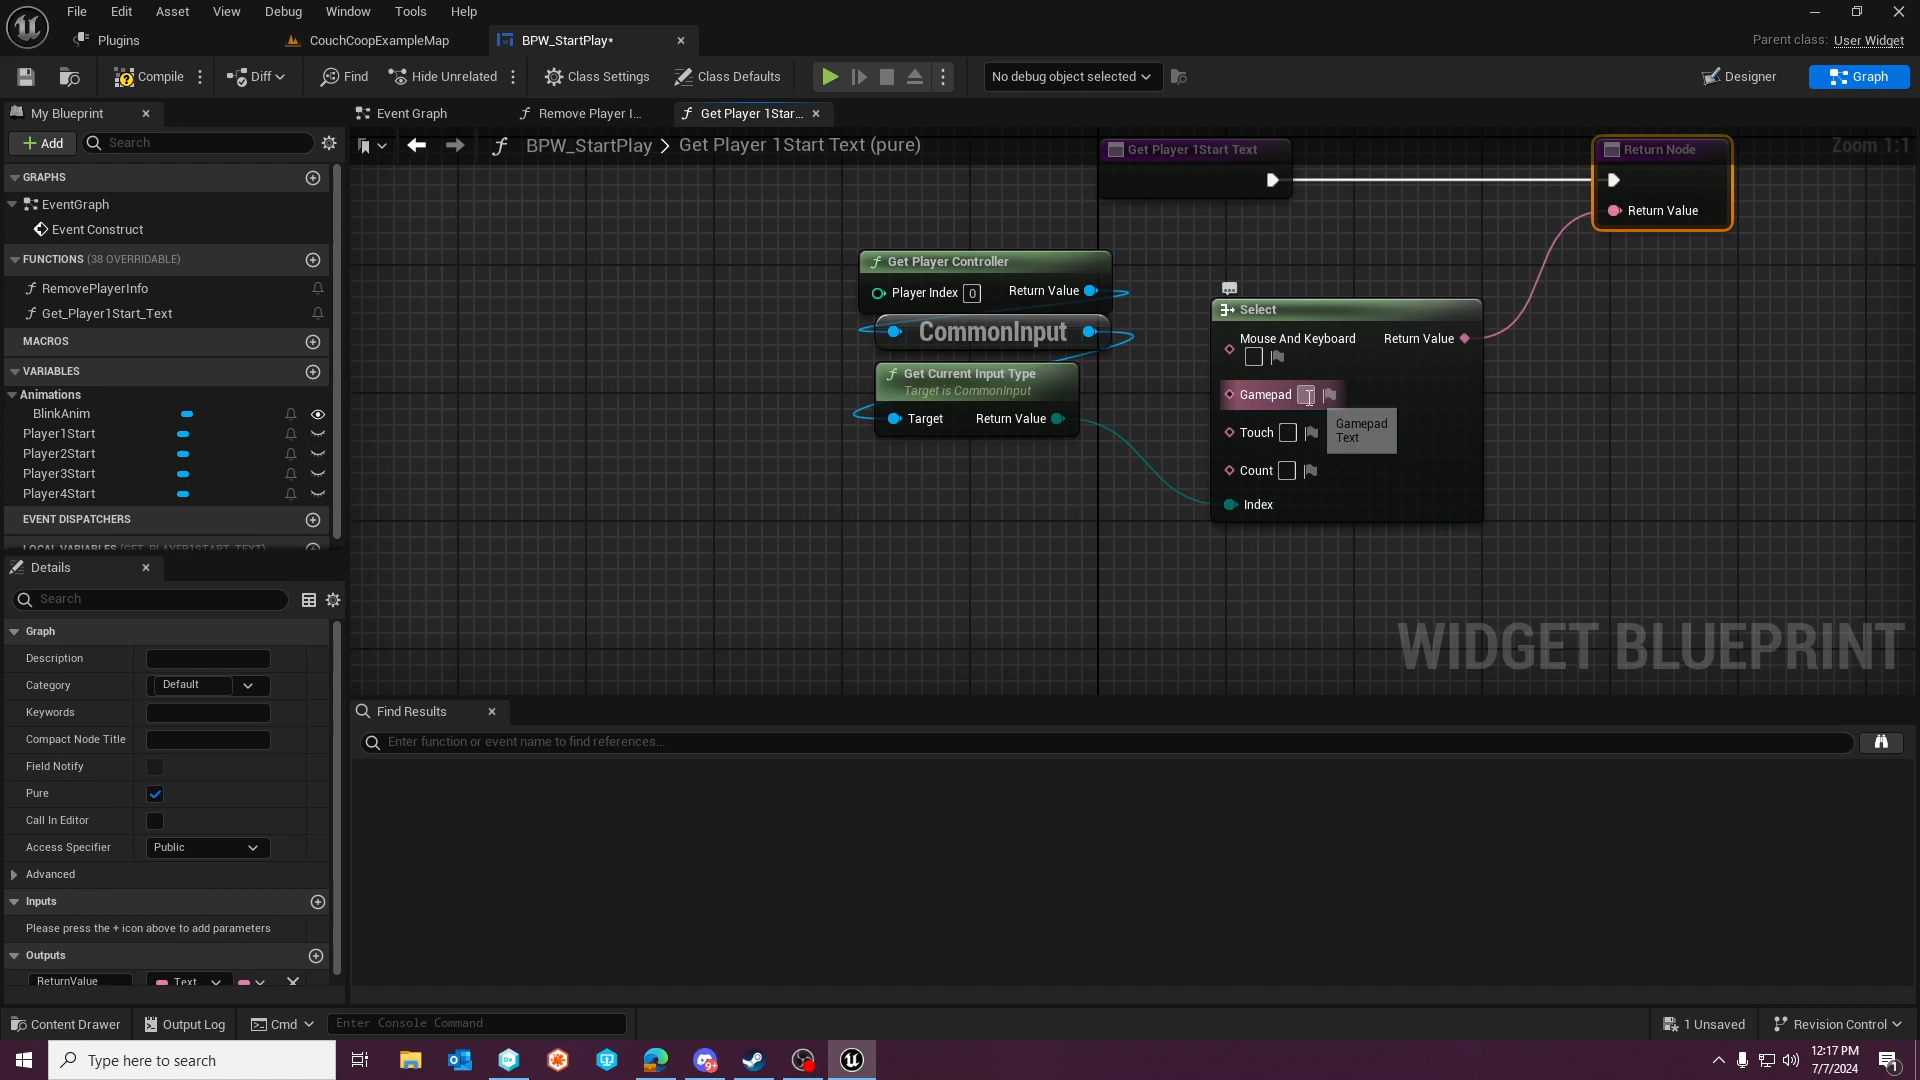 File Edit Asset View Debug Window Tools Help
Plugins CouchCoopExampleMap BPW_StartPlay* Parent class: User Widget
Compile Diff Find Hide Unrelated Class Settings Class Defaults No debug object selected Designer Graph
My Blueprint Event Graph Remove Player I... Get Player 1Star...
Add Search
BPW_StartPlay > Get Player 1Start Text (pure) Zoom 1:1
GRAPHS
EventGraph
Event Construct
FUNCTIONS (38 OVERRIDABLE)
RemovePlayerInfo
Get_Player1Start_Text
MACROS
VARIABLES
Animations
BlinkAnim
Player1Start
Player2Start
Player3Start
Player4Start
EVENT DISPATCHERS
LOCAL VARIABLES (GET_PLAYER1START_TEXT)
Get Player 1Start Text
Return Node
Return Value
Get Player Controller
Player Index 0 Return Value
CommonInput
Get Current Input Type
Target is CommonInput
Target Return Value
Select
Mouse And Keyboard Return Value
Gamepad
Touch
Count
Index
Gamepad
Text
WIDGET BLUEPRINT
Details
Search
Graph
Description
Category Default
Keywords
Compact Node Title
Field Notify
Pure
Call In Editor
Access Specifier Public
Advanced
Inputs
Please press the + icon above to add parameters
Outputs
ReturnValue Text
Find Results
Enter function or event name to find references...
Content Drawer Output Log Cmd Enter Console Command 1 Unsaved Revision Control
Type here to search 9+ 12:17 PM
7/7/2024 1